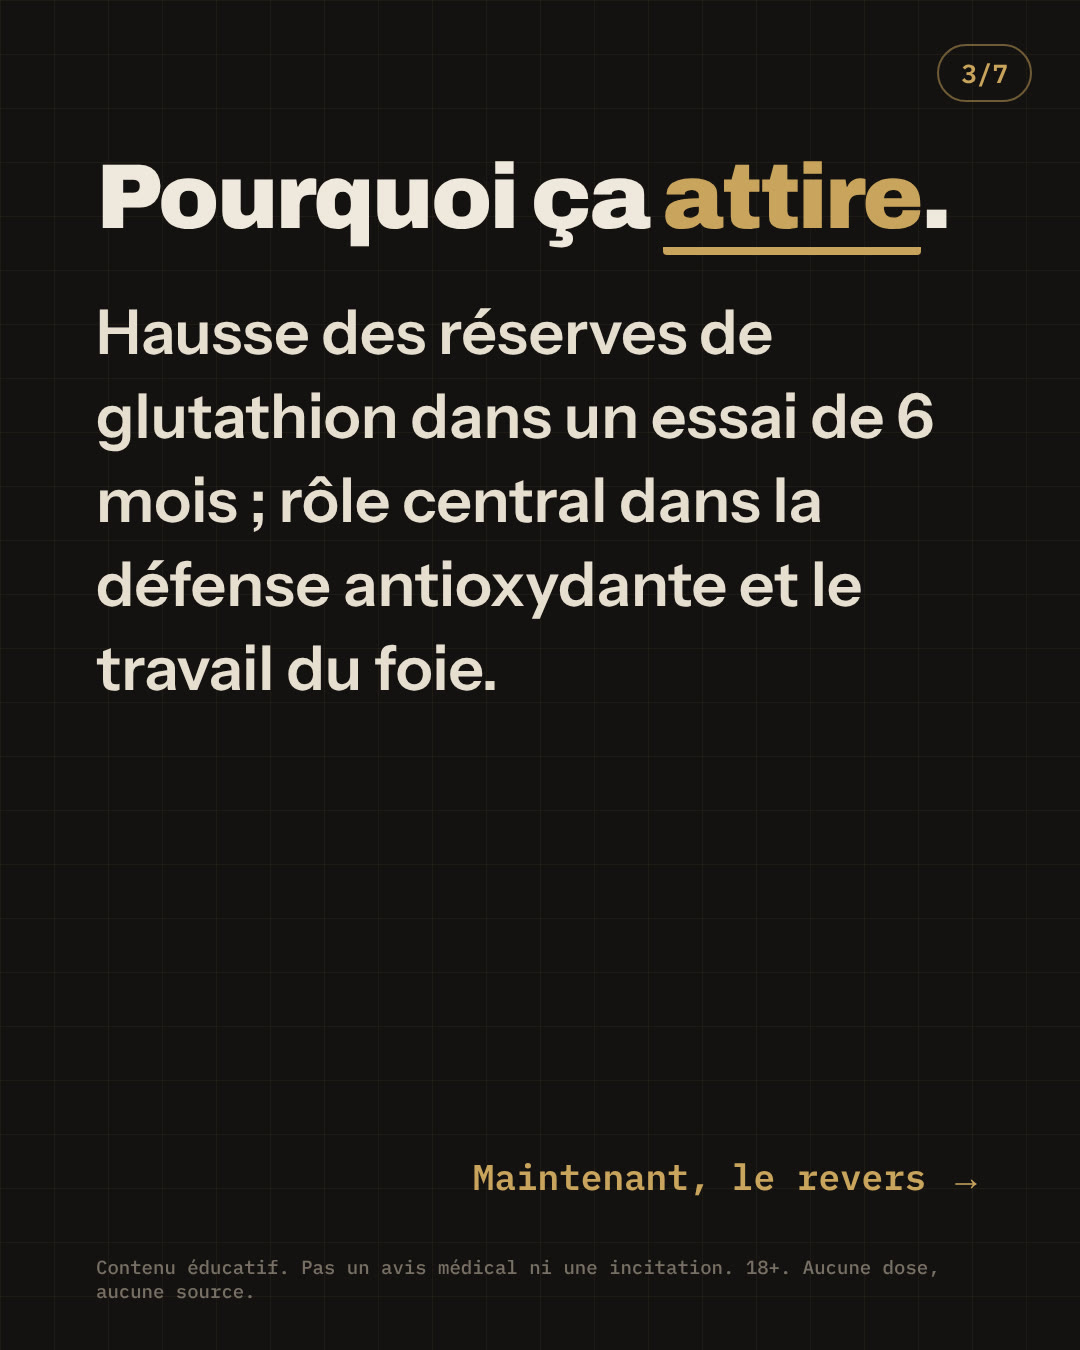 3/7
Pourquoi ça attire.
Hausse des réserves de
glutathion dans un essai de 6
mois ; rôle central dans la
défense antioxydante et le
travail du foie.
Maintenant, le revers →
Contenu éducatif. Pas un avis médical ni une incitation. 18+. Aucune dose,
aucune source.